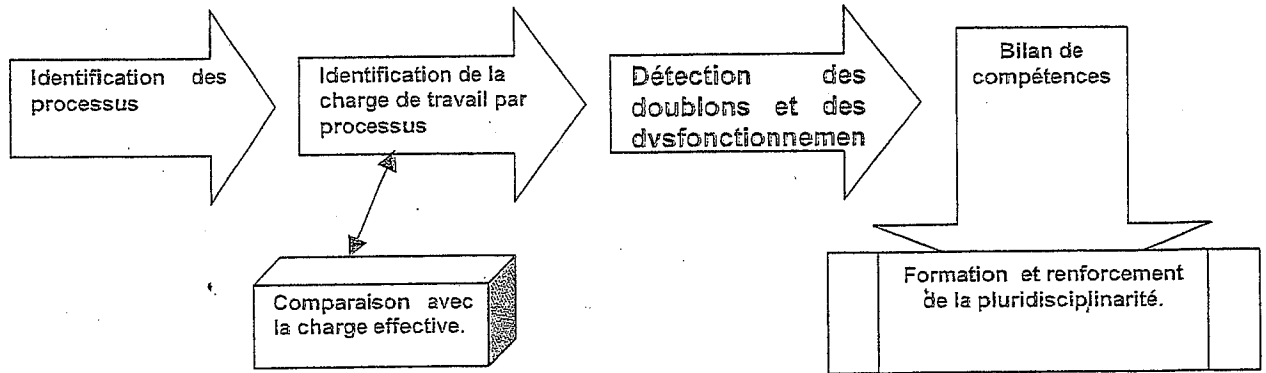 Identification des
processus
Identification de la
charge de travail par
processus
Détection des
doublons et des
dvsfonctionnemen
Bilan de
compétences
Comparaison avec
la charge effective.
Formation et renforcement
de la pluridisciplinarité.